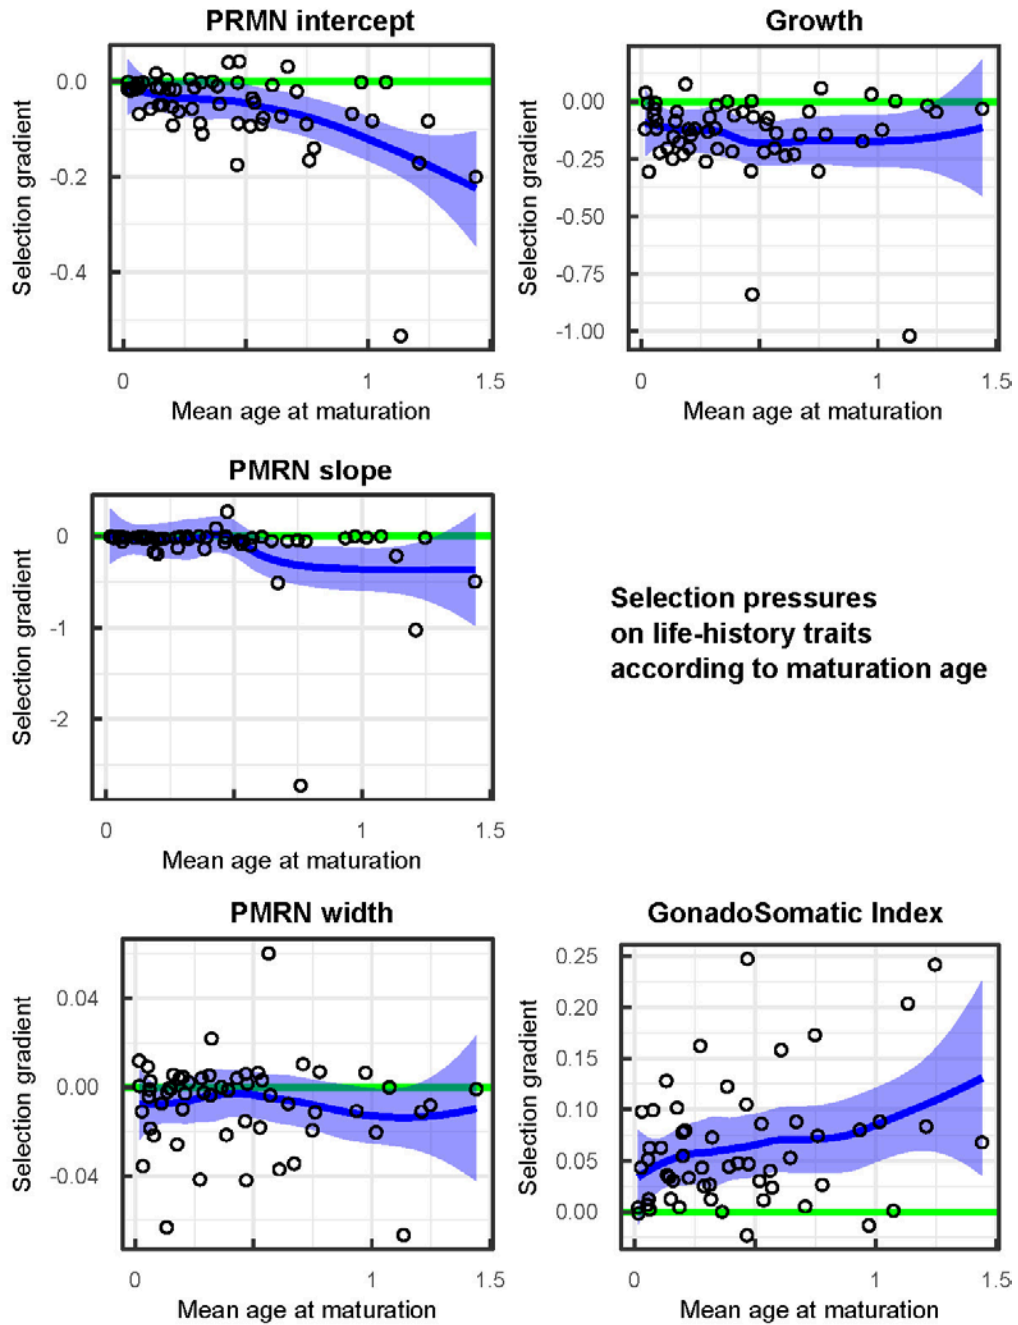 PRMN intercept
Growth
Selection gradient
0.0
-0.2
-0.4
0
1
1.5
Mean age at maturation
Selection gradient
0.00
-0.25
-0.50
-0.75
-1.00
0
1
1.5
Mean age at maturation
PMRN slope
Selection gradient
0
-1
-2
0
1
1.5
Mean age at maturation
Selection pressures
on life-history traits
according to maturation age
PMRN width
GonadoSomatic Index
Selection gradient
0.04
0.00
-0.04
0
1
1.5
Mean age at maturation
Selection gradient
0.25
0.20
0.15
0.10
0.05
0.00
0
1
1.5
Mean age at maturation